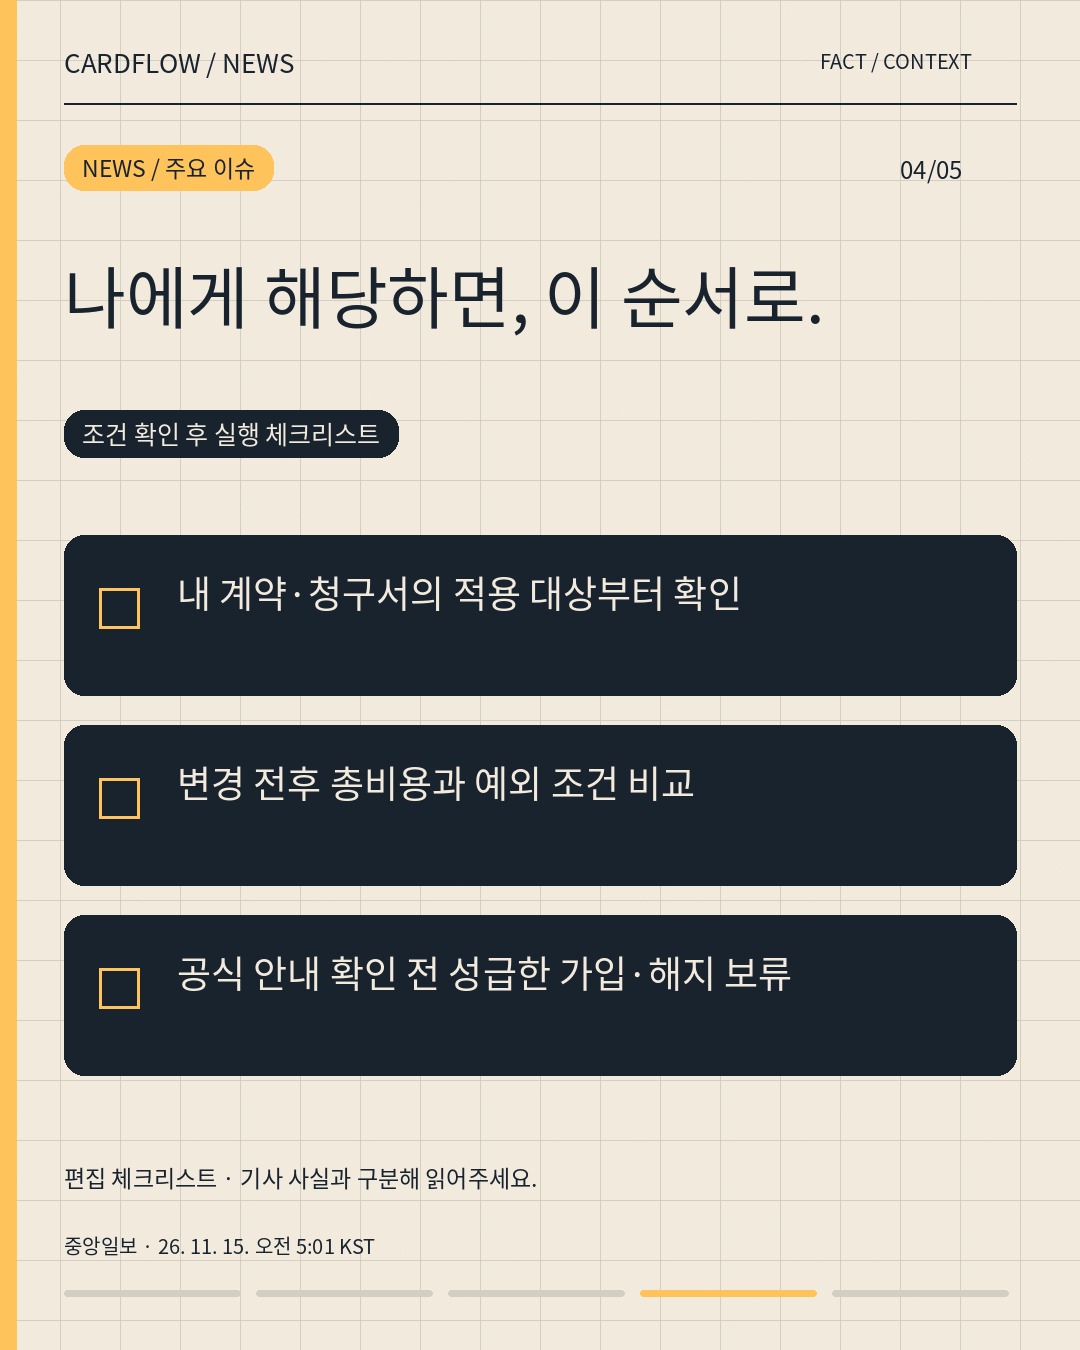 CARDFLOW / NEWS
FACT / CONTEXT
NEWS / 주요 이슈
04/05
나에게 해당하면, 이 순서로.
조건 확인 후 실행 체크리스트
내 계약·청구서의 적용 대상부터 확인
변경 전후 총비용과 예외 조건 비교
공식 안내 확인 전 성급한 가입·해지 보류
편집 체크리스트 · 기사 사실과 구분해 읽어주세요.
중앙일보 · 26. 11. 15. 오전 5:01 KST